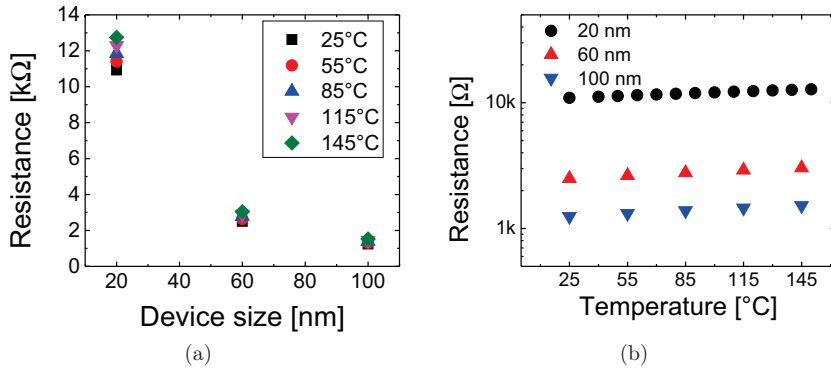 Resistance [kΩ]
14
12
10
8
6
4
2
0
25°C
55°C
85°C
115°C
145°C
20 40 60 80 100
Device size [nm]
(a)
Resistance [Ω]
20 nm
60 nm
100 nm
10k
1k
25 55 85 115 145
Temperature [°C]
(b)